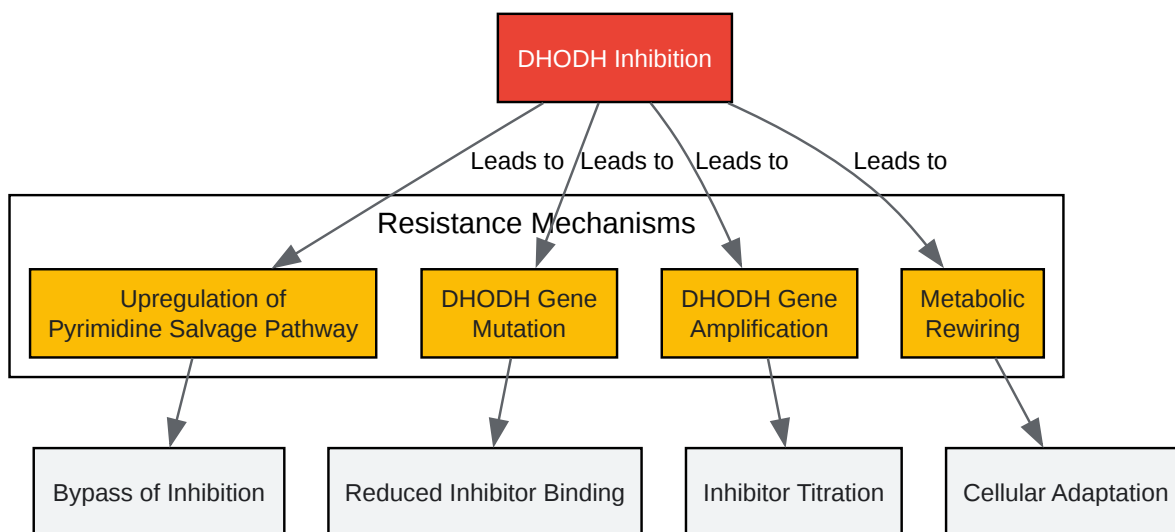 DHODH Inhibition
Leads to
Leads to
Leads to
Leads to
Resistance Mechanisms
Upregulation of
Pyrimidine Salvage Pathway
DHODH Gene
Mutation
DHODH Gene
Amplification
Metabolic
Rewiring
Bypass of Inhibition
Reduced Inhibitor Binding
Inhibitor Titration
Cellular Adaptation